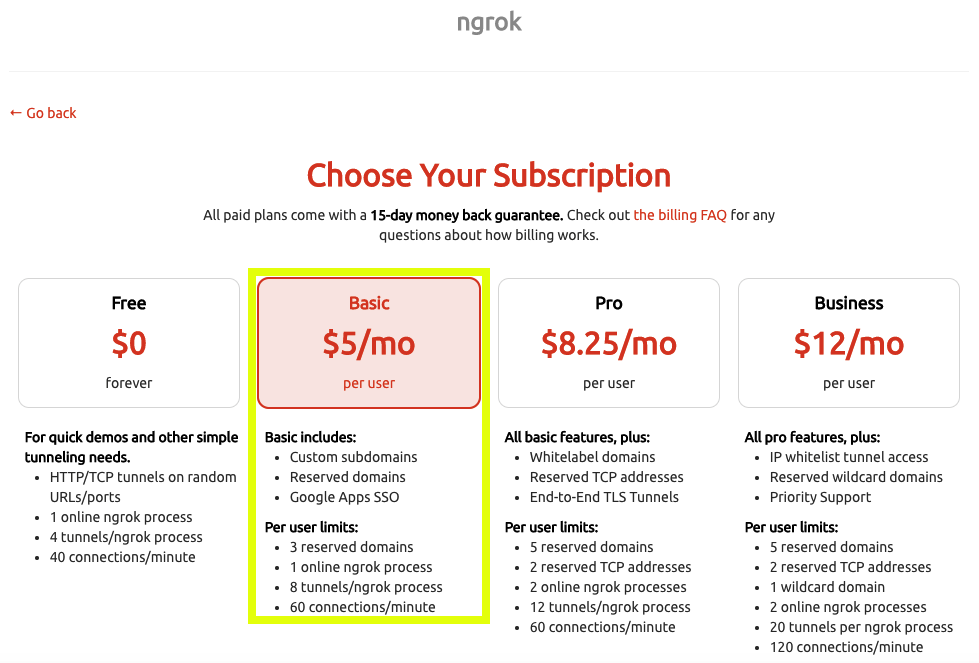 ngrok
← Go back
Choose Your Subscription
All paid plans come with a 15-day money back guarantee. Check out the billing FAQ for any
questions about how billing works.
Free
$0
forever
For quick demos and other simple
tunneling needs.
• HTTP/TCP tunnels on random
URLs/ports
• 1 online ngrok process
• 4 tunnels/ngrok process
• 40 connections/minute
Basic
$5/mo
per user
Basic includes:
• Custom subdomains
• Reserved domains
• Google Apps SSO
Per user limits:
• 3 reserved domains
• 1 online ngrok process
• 8 tunnels/ngrok process
• 60 connections/minute
Pro
$8.25/mo
per user
All basic features, plus:
• Whitelabel domains
• Reserved TCP addresses
• End-to-End TLS Tunnels
Per user limits:
• 5 reserved domains
• 2 reserved TCP addresses
• 2 online ngrok processes
• 12 tunnels/ngrok process
• 60 connections/minute
Business
$12/mo
per user
All pro features, plus:
• IP whitelist tunnel access
• Reserved wildcard domains
• Priority Support
Per user limits:
• 5 reserved domains
• 2 reserved TCP addresses
• 1 wildcard domain
• 2 online ngrok processes
• 20 tunnels per ngrok process
• 120 connections/minute